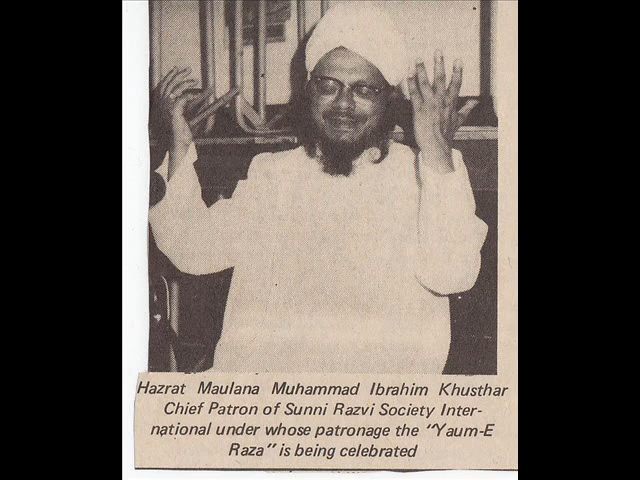 Hazrat Maulana Muhammad Ibrahim Khusthar
Chief Patron of Sunni Razvi Society Inter-
national under whose patronage the "Yaum-E
Raza" is being celebrated